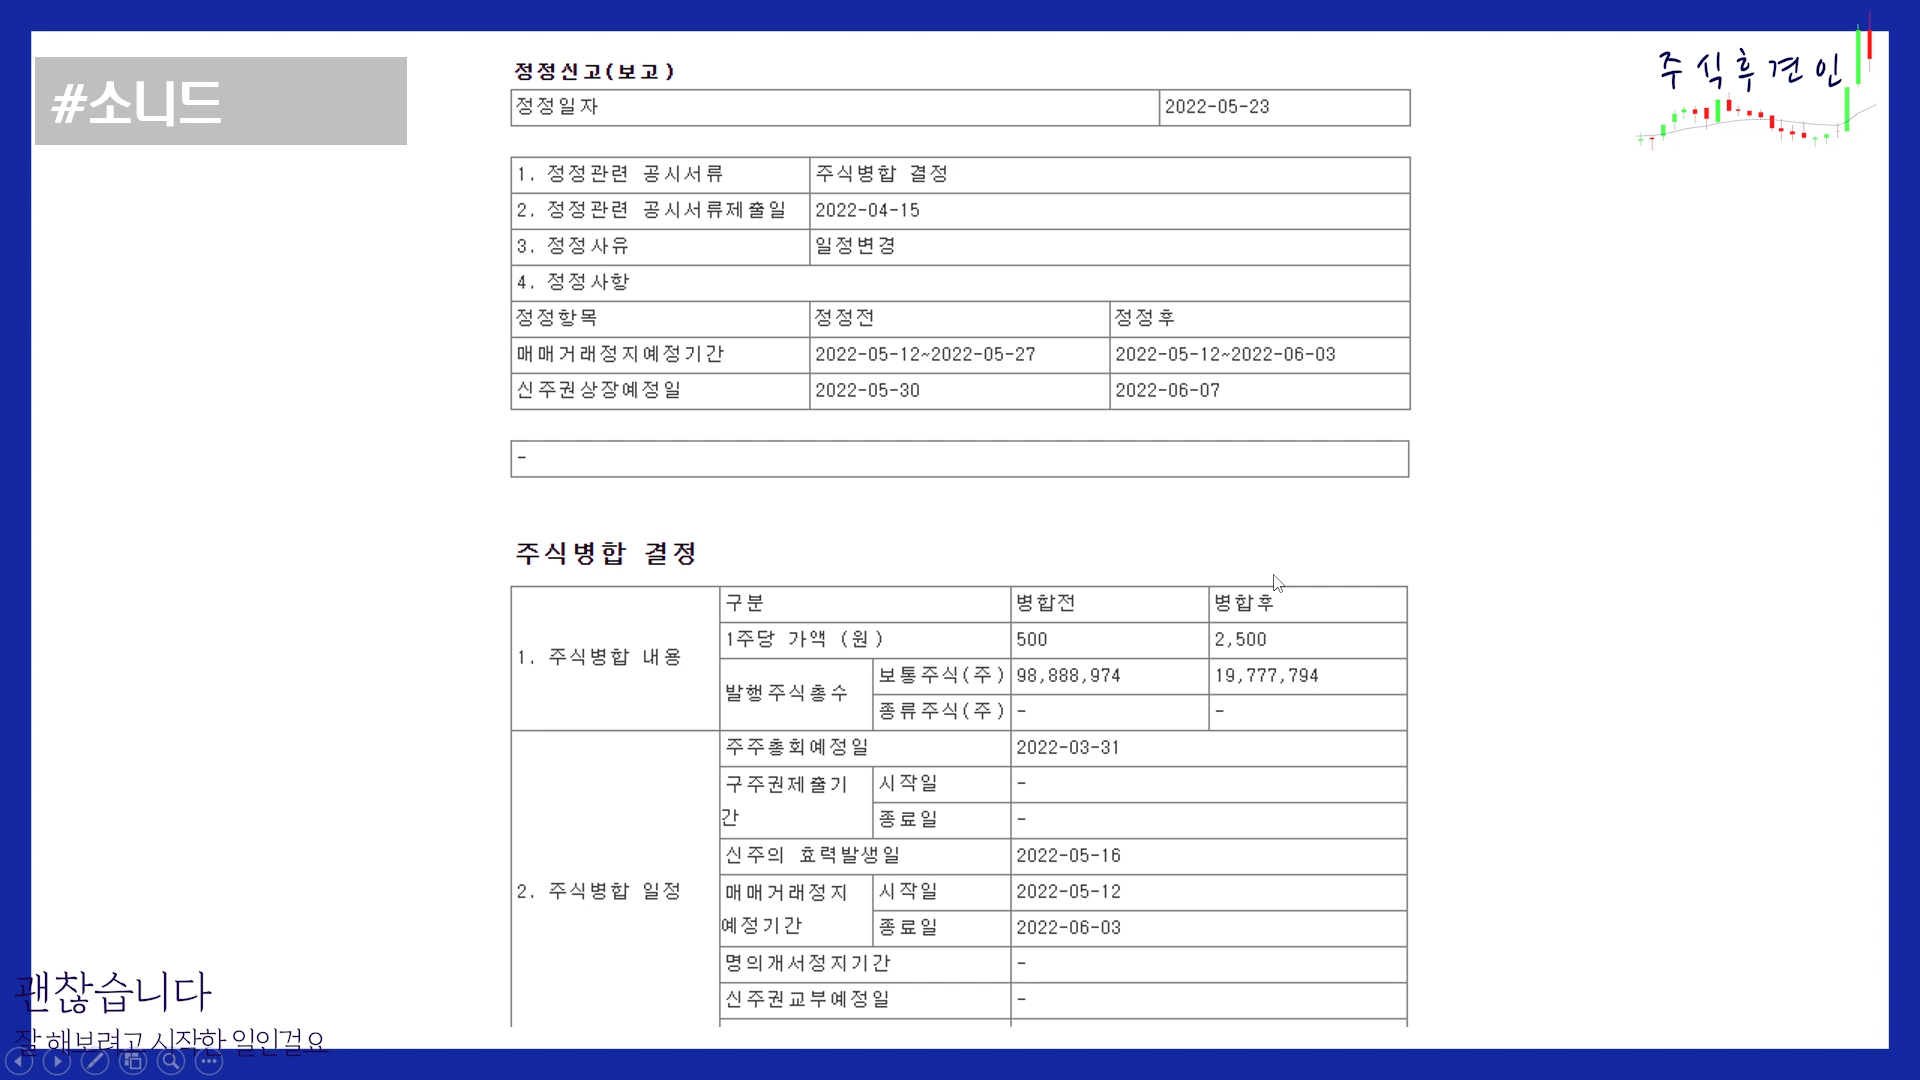 #소니드
주식후견인
정정신고(보고)
정정일자 2022-05-23
1. 정정관련 공시서류 주식병합 결정
2. 정정관련 공시서류제출일 2022-04-15
3. 정정사유 일정변경
4. 정정사항
정정항목 정정전 정정후
매매거래정지예정기간 2022-05-12~2022-05-27 2022-05-12~2022-06-03
신주권상장예정일 2022-05-30 2022-06-07
-
주식병합 결정
1. 주식병합 내용
구분 병합전 병합후
1주당 가액 (원) 500 2,500
발행주식총수
보통주식(주) 98,888,974 19,777,794
종류주식(주) - -
2. 주식병합 일정
주주총회예정일 2022-03-31
구주권제출기
간
시작일 -
종료일 -
신주의 효력발생일 2022-05-16
매매거래정지
예정기간
시작일 2022-05-12
종료일 2022-06-03
명의개서정지기간 -
신주권교부예정일 -
괜찮습니다
잘 해보려고 시작한 일인걸요